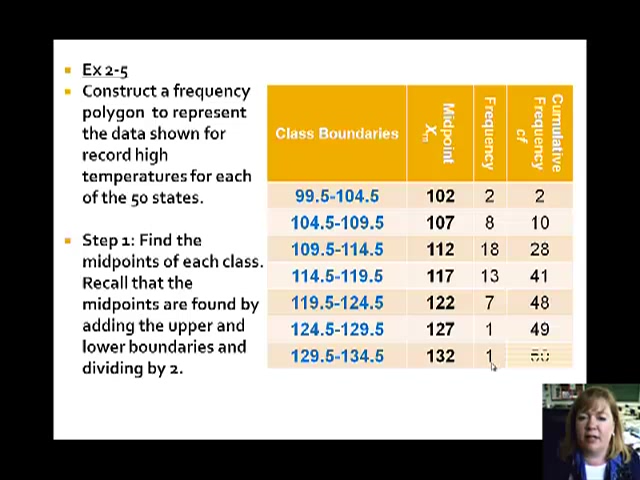 Ex 2-5
Construct a frequency
polygon to represent
the data shown for
record high
temperatures for each
of the 50 states.
Step 1: Find the
midpoints of each class.
Recall that the
midpoints are found by
adding the upper and
lower boundaries and
dividing by 2.
Class Boundaries Midpoint Xm Frequency Cumulative Frequency cf
99.5-104.5 102 2 2
104.5-109.5 107 8 10
109.5-114.5 112 18 28
114.5-119.5 117 13 41
119.5-124.5 122 7 48
124.5-129.5 127 1 49
129.5-134.5 132 1 50